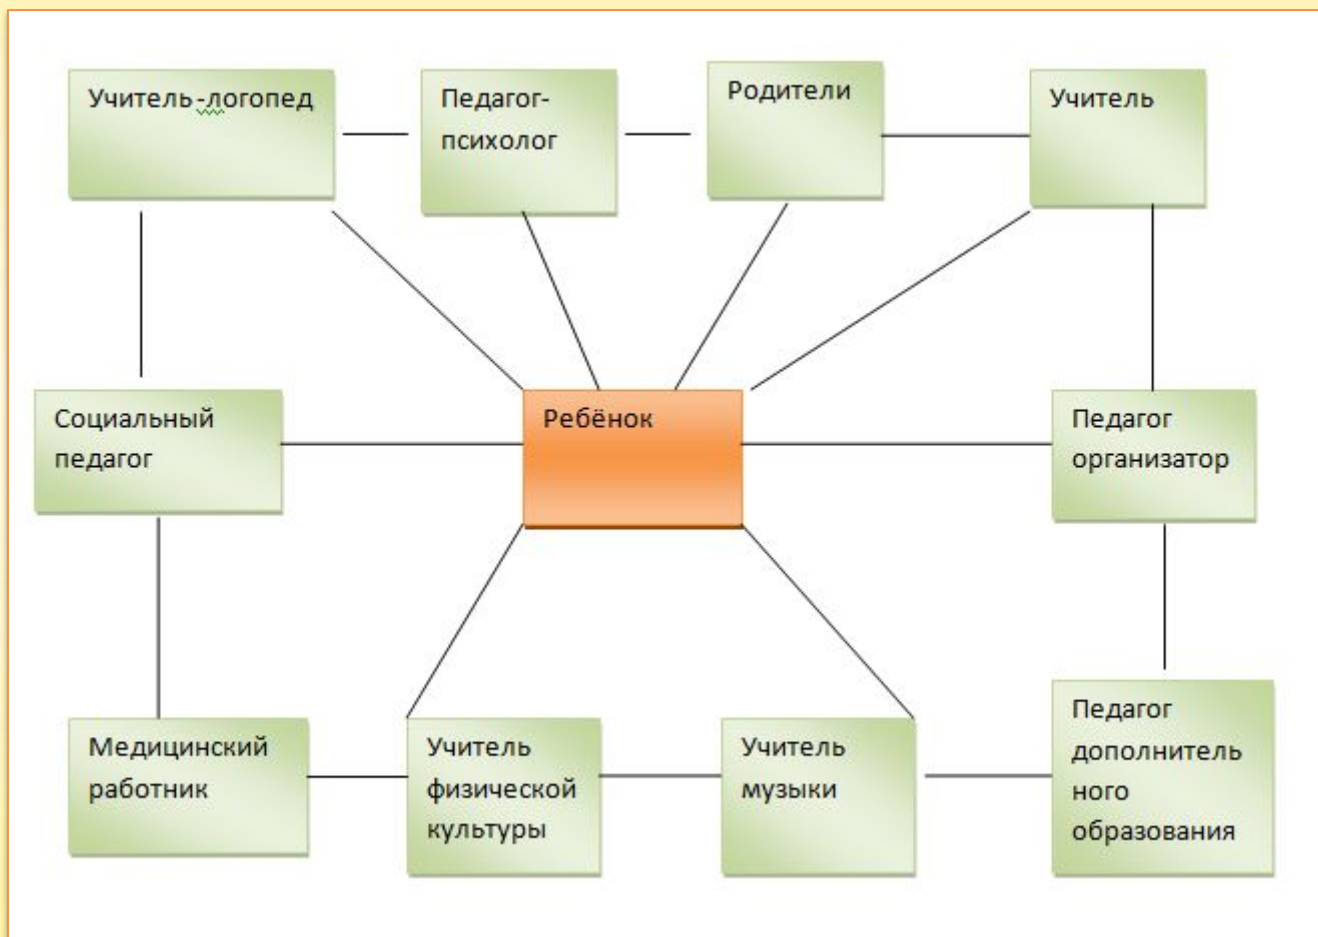 Учитель-логопед
Педагог-
психолог
Родители
Учитель
Социальный
педагог
Ребёнок
Педагог
организатор
Медицинский
работник
Учитель
физической
культуры
Учитель
музыки
Педагог
дополнитель
ного
образования